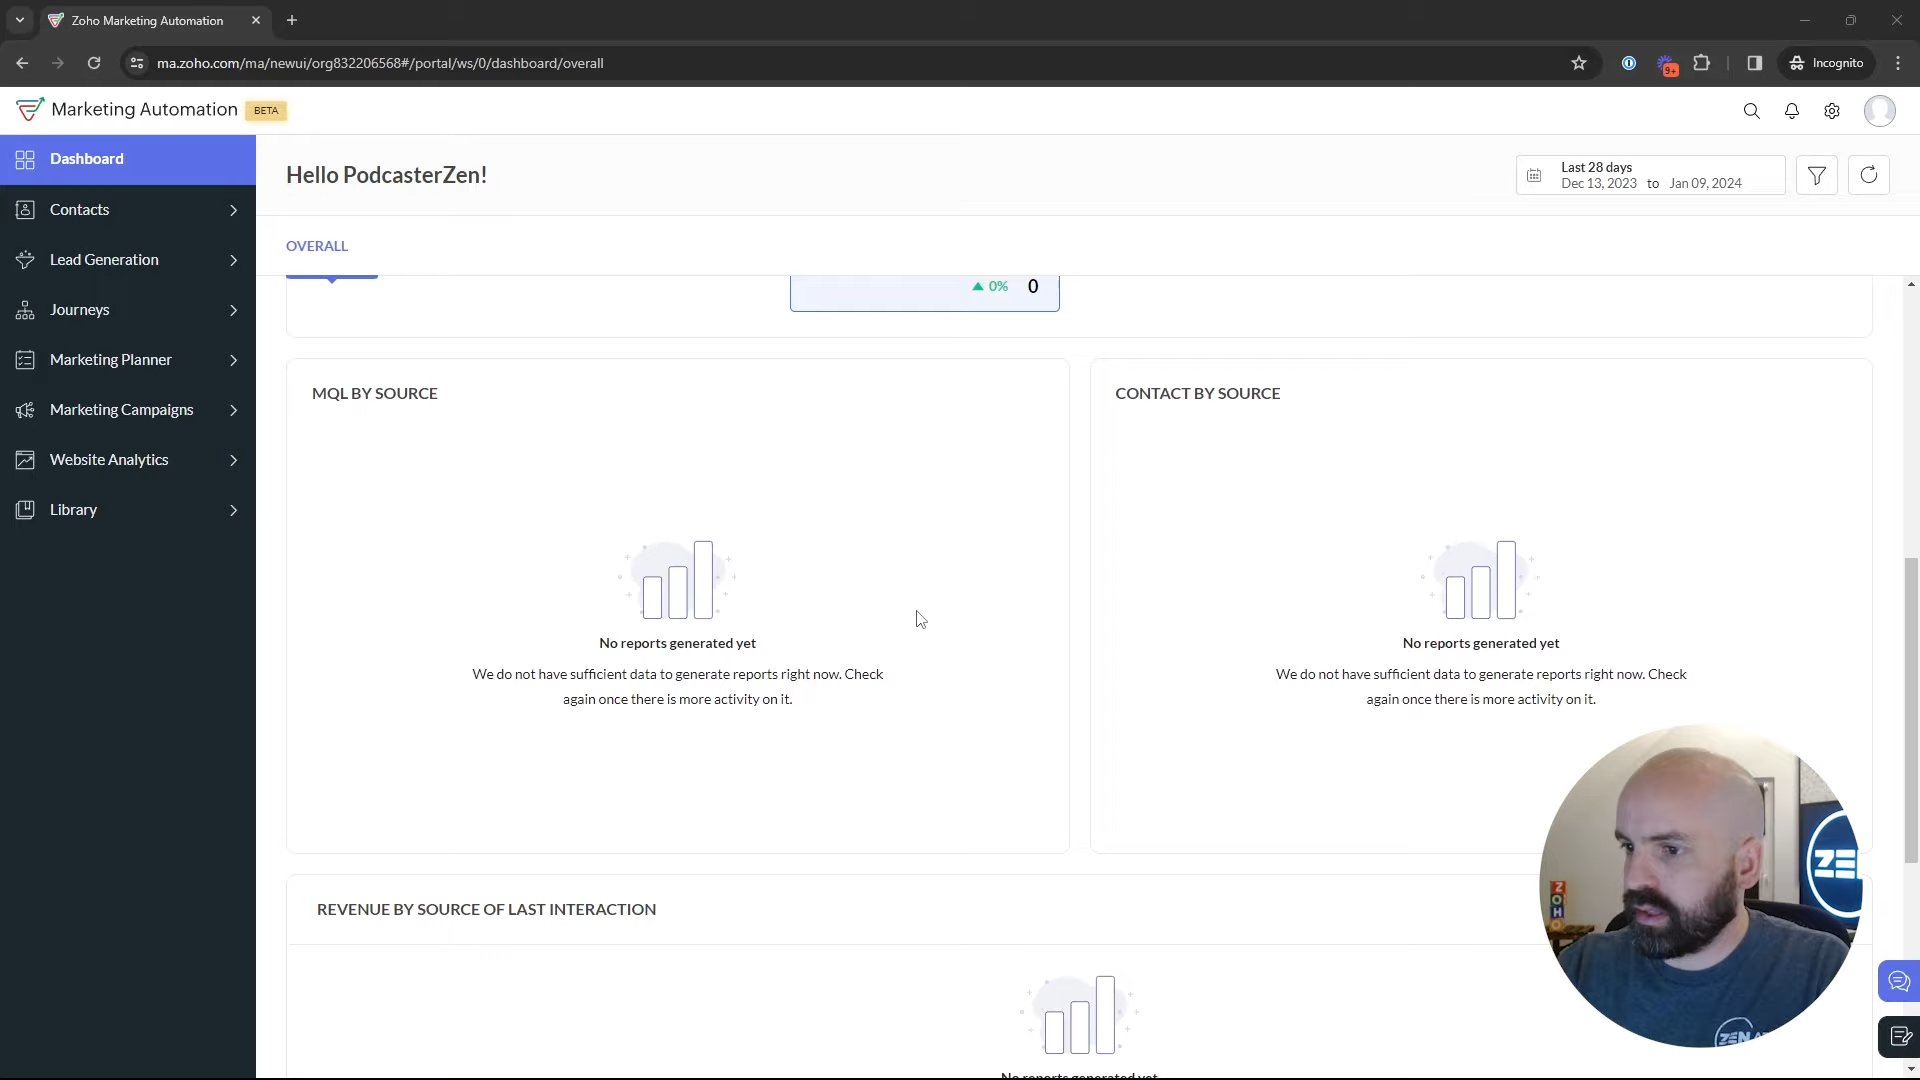 Zoho Marketing Automation
ma.zoho.com/ma/newui/org832206568#/portal/ws/0/dashboard/overall
9+
Incognito
Marketing Automation BETA
Dashboard
Contacts
Lead Generation
Journeys
Marketing Planner
Marketing Campaigns
Website Analytics
Library
Hello PodcasterZen!
Last 28 days
Dec 13, 2023 to Jan 09, 2024
OVERALL
0% 0
MQL BY SOURCE
No reports generated yet
We do not have sufficient data to generate reports right now. Check
again once there is more activity on it.
CONTACT BY SOURCE
No reports generated yet
We do not have sufficient data to generate reports right now. Check
again once there is more activity on it.
REVENUE BY SOURCE OF LAST INTERACTION
No reports generated yet
ZOHO
ZE
ZEN